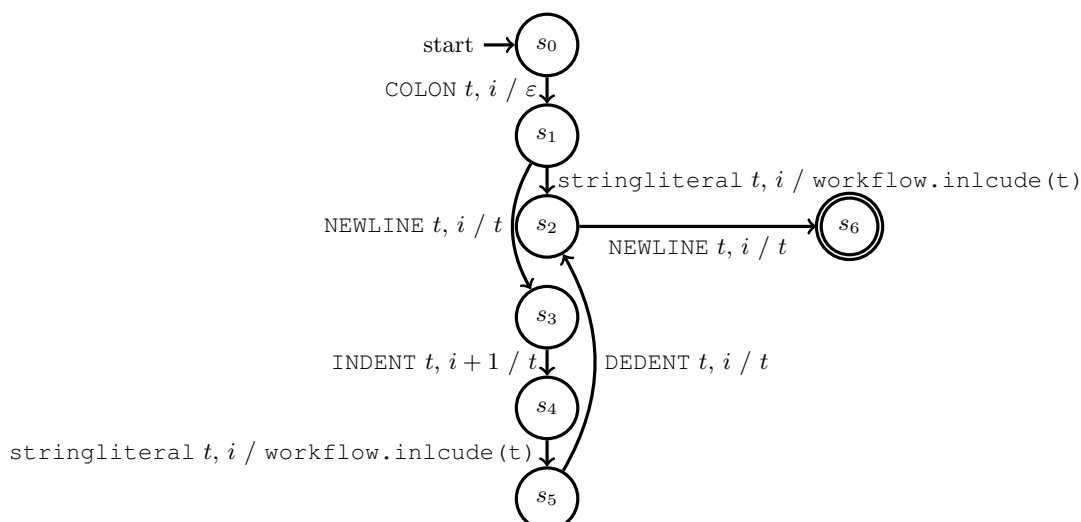 start
s₀
COLON t, i / ε
s₁
stringliteral t, i / workflow.inlcude(t)
NEWLINE t, i / t
s₂
s₆
NEWLINE t, i / t
s₃
INDENT t, i + 1 / t
DEDENT t, i / t
s₄
stringliteral t, i / workflow.inlcude(t)
s₅